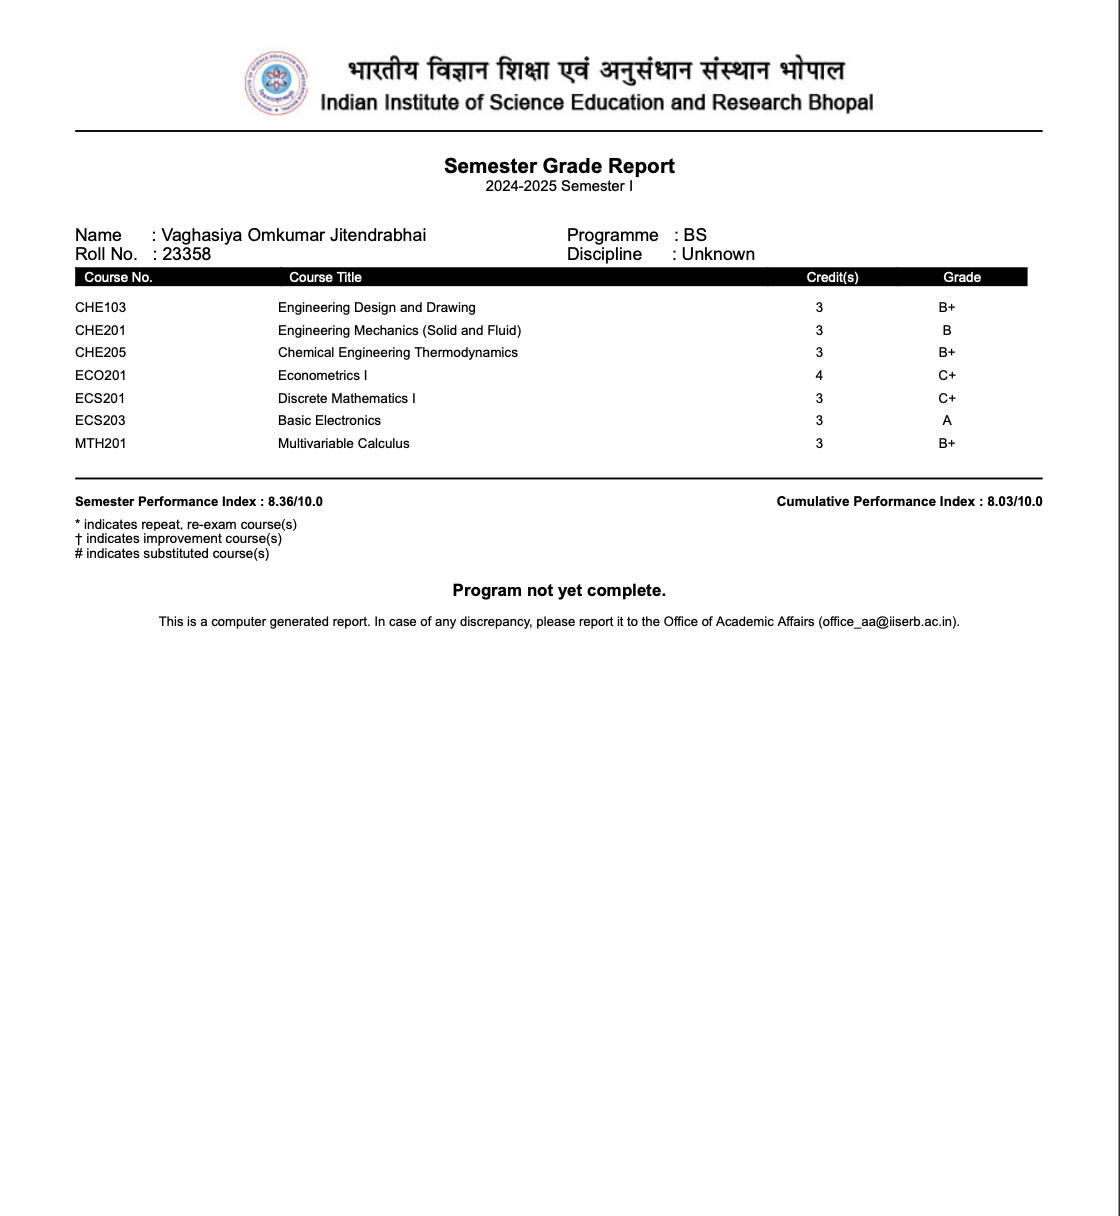 भारतीय विज्ञान शिक्षा एवं अनुसंधान संस्थान भोपाल
Indian Institute of Science Education and Research Bhopal
Semester Grade Report
2024-2025 Semester I
Name : Vaghasiya Omkumar Jitendrabhai Programme : BS
Roll No. : 23358 Discipline : Unknown
Course No. Course Title Credit(s) Grade
CHE103 Engineering Design and Drawing 3 B+
CHE201 Engineering Mechanics (Solid and Fluid) 3 B
CHE205 Chemical Engineering Thermodynamics 3 B+
ECO201 Econometrics I 4 C+
ECS201 Discrete Mathematics I 3 C+
ECS203 Basic Electronics 3 A
MTH201 Multivariable Calculus 3 B+
Semester Performance Index : 8.36/10.0 Cumulative Performance Index : 8.03/10.0
* indicates repeat, re-exam course(s)
† indicates improvement course(s)
# indicates substituted course(s)
Program not yet complete.
This is a computer generated report. In case of any discrepancy, please report it to the Office of Academic Affairs (office_aa@iiserb.ac.in).